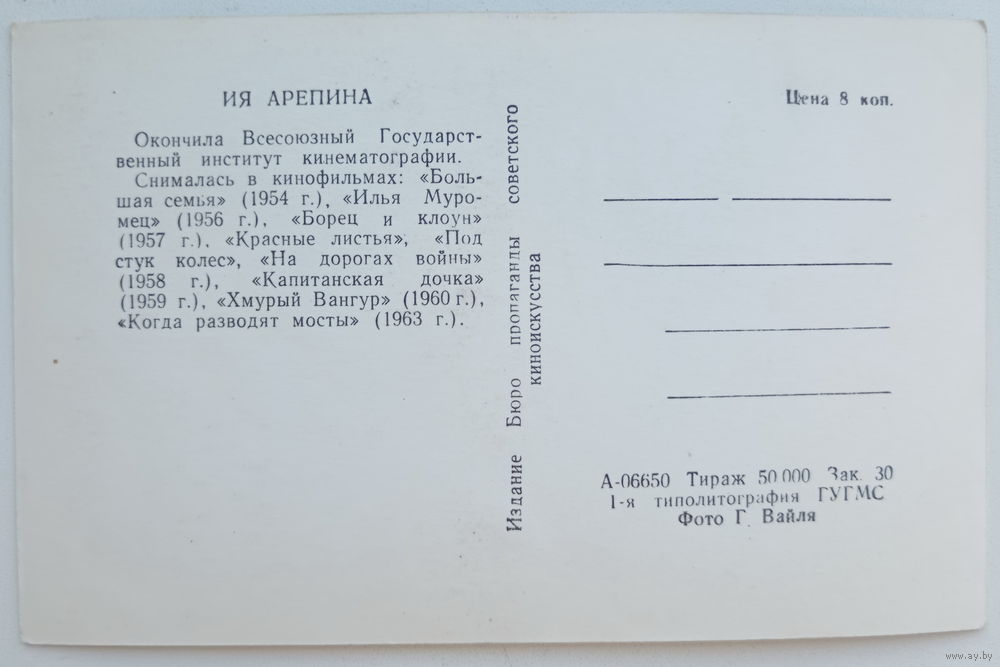 ИЯ АРЕПИНА
Окончила Всесоюзный Государст-
венный институт кинематографии.
Снималась в кинофильмах: «Боль-
шая семья» (1954 г.), «Илья Муро-
мец» (1956 г.), «Борец и клоун»
(1957 г.), «Красные листья», «Под
стук колес», «На дорогах войны»
(1958 г.), «Капитанская дочка»
(1959 г.), «Хмурый Вангур» (1960 г.),
«Когда разводят мосты» (1963 г.).
Издание Бюро пропаганды советского
киноискусства
Цена 8 коп.
А-06650 Тираж 50 000 Зак. 30
1-я типолитография ГУГМС
Фото Г. Вайля
www.ay.by